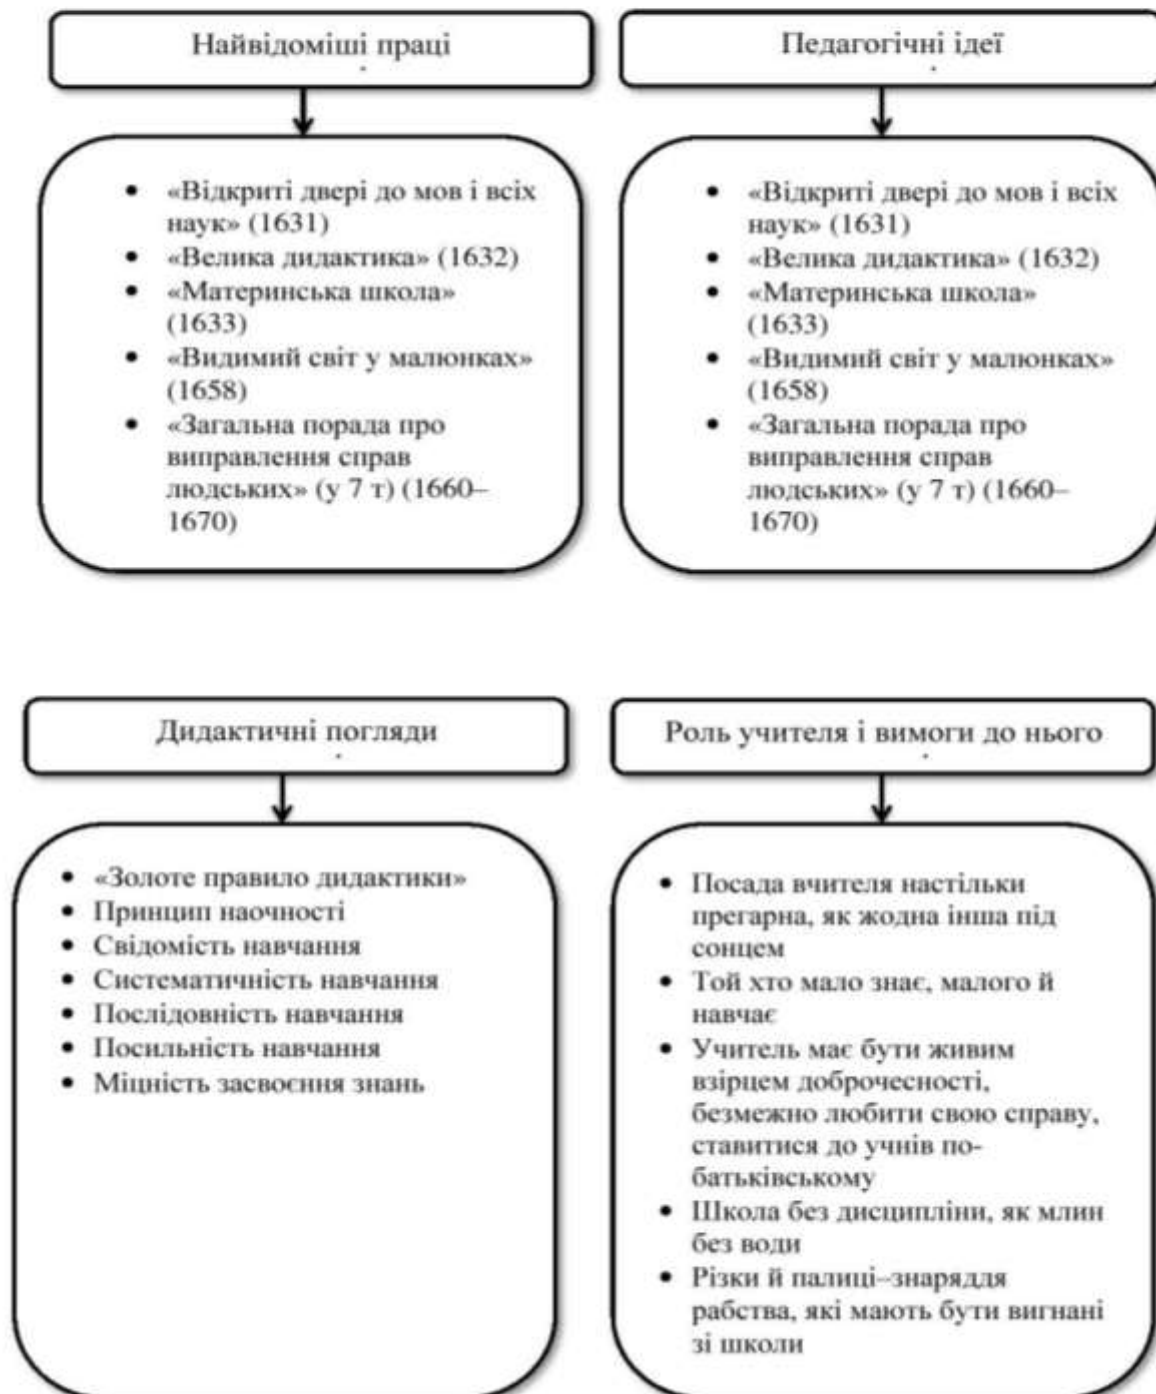 Найвідоміші праці
«Відкриті двері до мов і всіх
наук» (1631)
«Велика дидактика» (1632)
«Материнська школа»
(1633)
«Видимий світ у малюнках»
(1658)
«Загальна порада про
виправлення справ
людських» (у 7 т) (1660–
1670)
Педагогічні ідеї
«Відкриті двері до мов і всіх
наук» (1631)
«Велика дидактика» (1632)
«Материнська школа»
(1633)
«Видимий світ у малюнках»
(1658)
«Загальна порада про
виправлення справ
людських» (у 7 т) (1660–
1670)
Дидактичні погляди
«Золоте правило дидактики»
Принцип наочності
Свідомість навчання
Систематичність навчання
Послідовність навчання
Посильність навчання
Міцність засвоєння знань
Роль учителя і вимоги до нього
Посада вчителя настільки
прегарна, як жодна інша під
сонцем
Той хто мало знає, малого й
навчає
Учитель має бути живим
взірцем доброчесності,
безмежно любити свою справу,
ставитися до учнів по-
батьківському
Школа без дисципліни, як млин
без води
Різки й палиці–знаряддя
рабства, які мають бути вигнані
зі школи